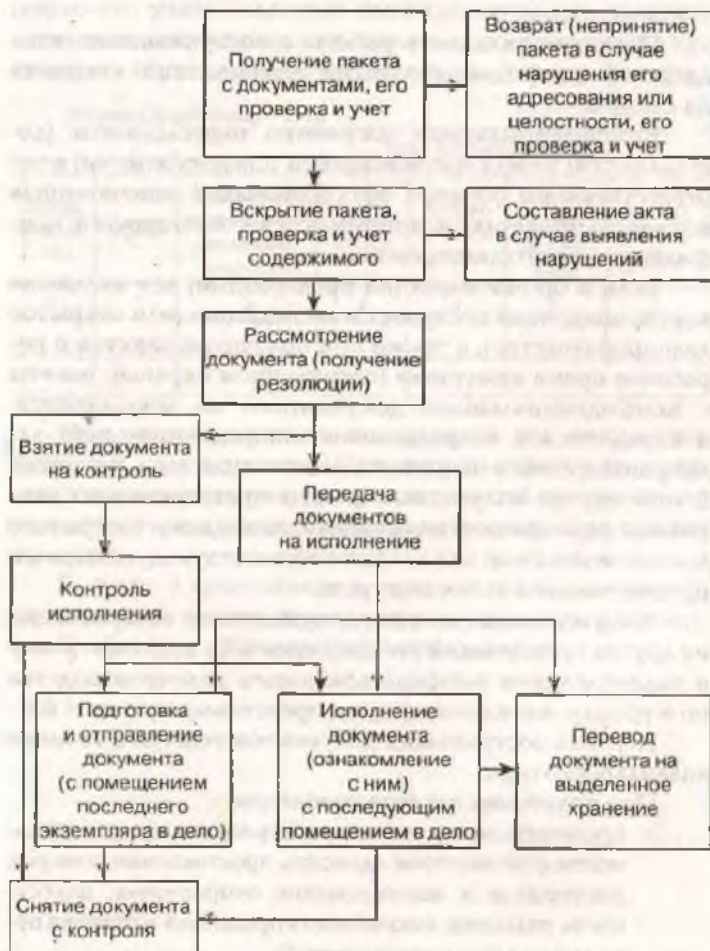 Получение пакета
с документами, его
проверка и учет
Возврат (непринятие)
пакета в случае
нарушения его
адресования или
целостности, его
проверка и учет
Вскрытие пакета,
проверка и учет
содержимого
Составление акта
в случае выявления
нарушений
Рассмотрение
документа (получение
резолюции)
Взятие документа
на контроль
Передача
документов
на исполнение
Контроль
исполнения
Подготовка
и отправление
документа
(с помещением
последнего
экземпляра в дело)
Исполнение
документа
(ознакомление
с ним)
с последующим
помещением в дело
Перевод
документа на
выделенное
хранение
Снятие документа
с контроля